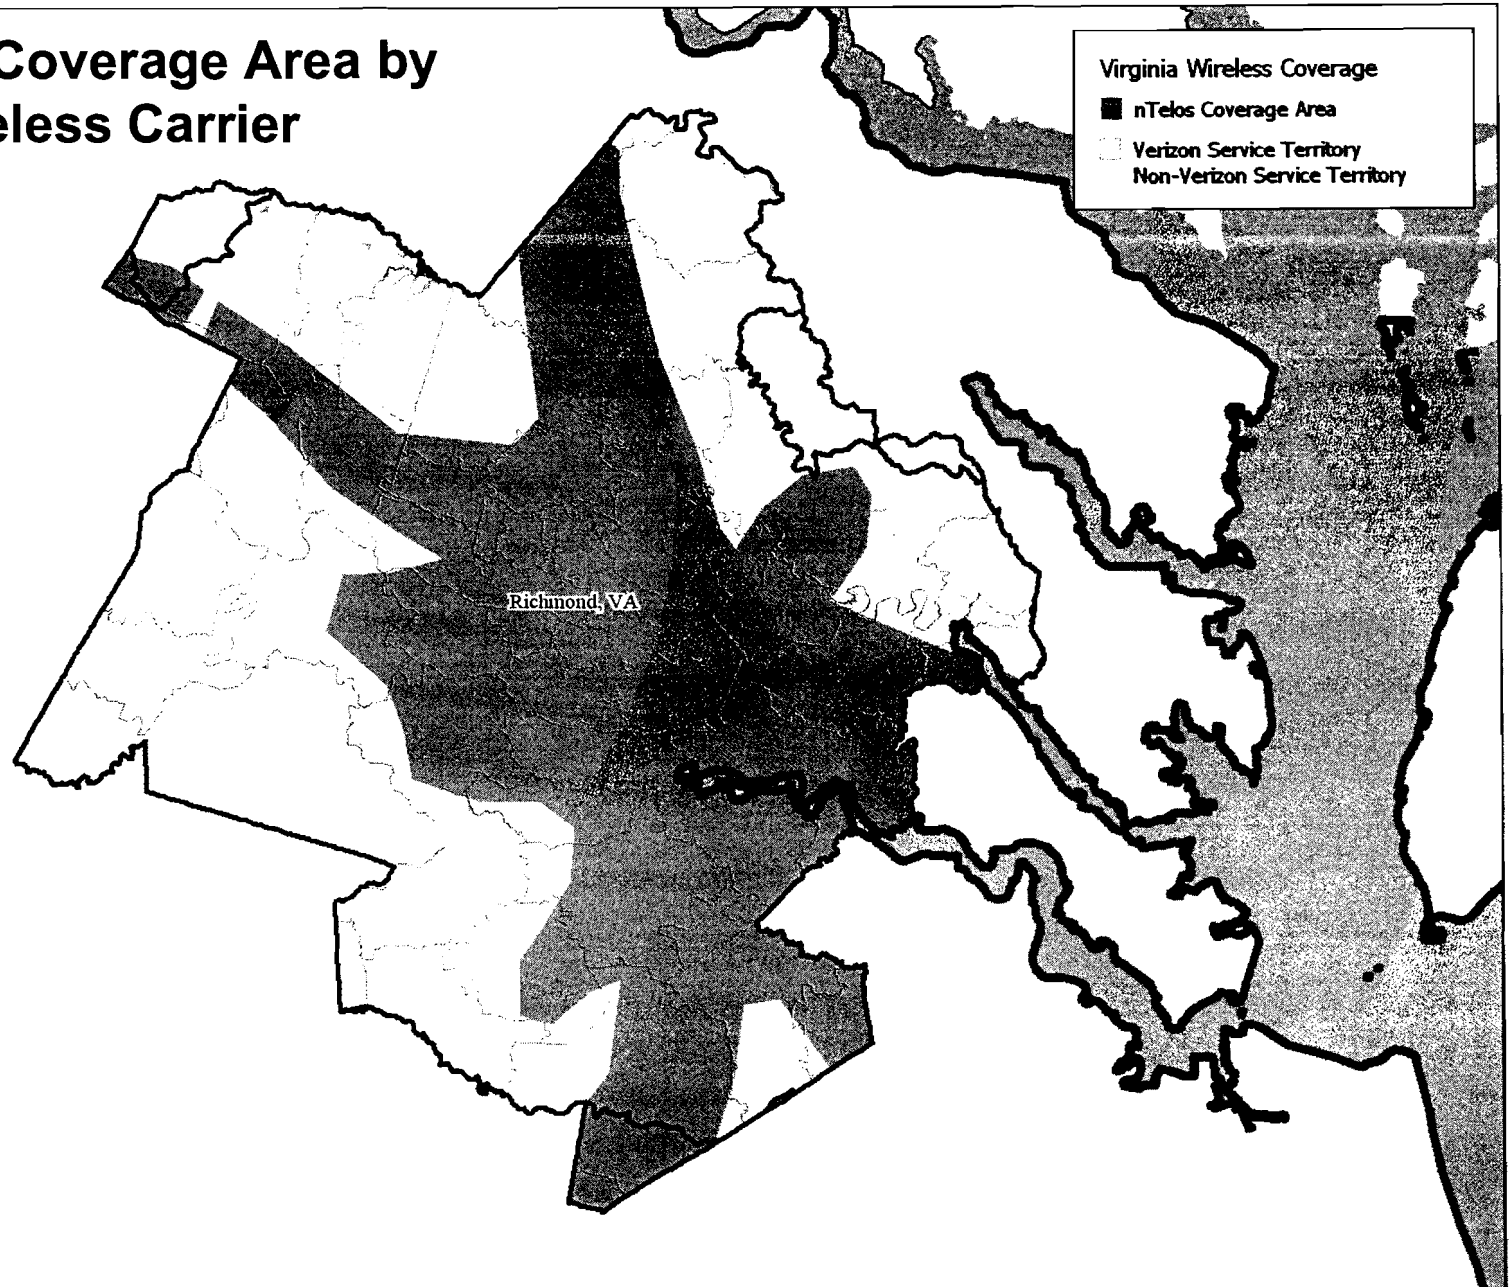 Coverage Area by
eless Carrier
Virginia Wireless Coverage
nTelos Coverage Area
Verizon Service Territory
Non-Verizon Service Territory
Richmond, VA